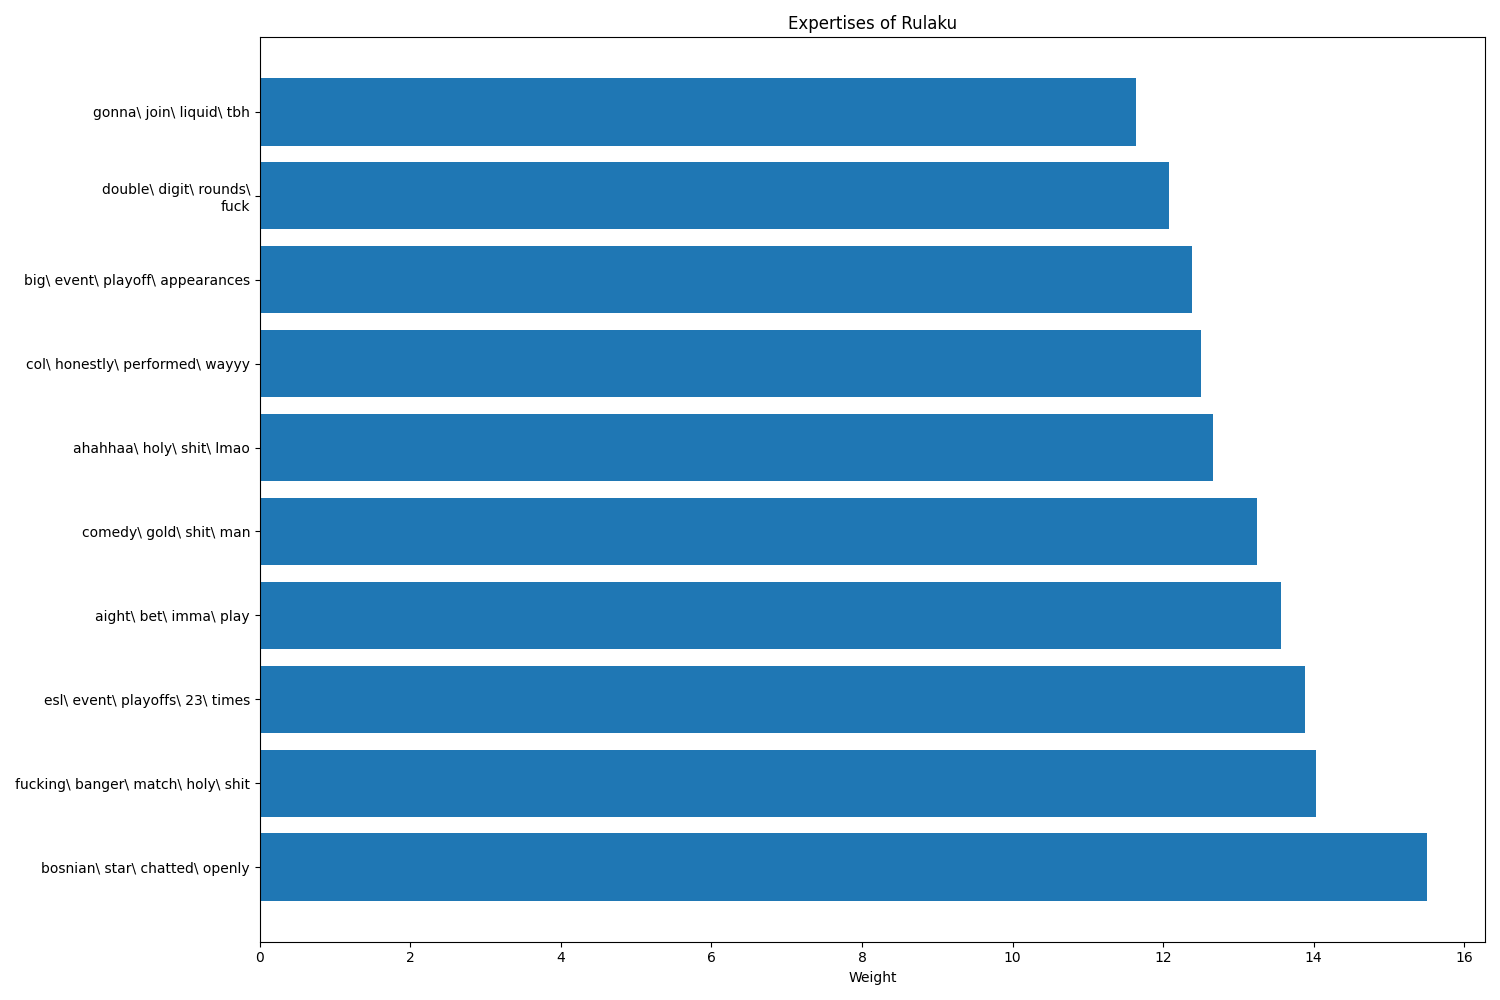 Expertises of Rulaku
gonna\ join\ liquid\ tbh
double\ digit\ rounds\
fuck
big\ event\ playoff\ appearances
col\ honestly\ performed\ wayyy
ahahhaa\ holy\ shit\ lmao
comedy\ gold\ shit\ man
aight\ bet\ imma\ play
esl\ event\ playoffs\ 23\ times
fucking\ banger\ match\ holy\ shit
bosnian\ star\ chatted\ openly
0 2 4 6 8 10 12 14 16
Weight